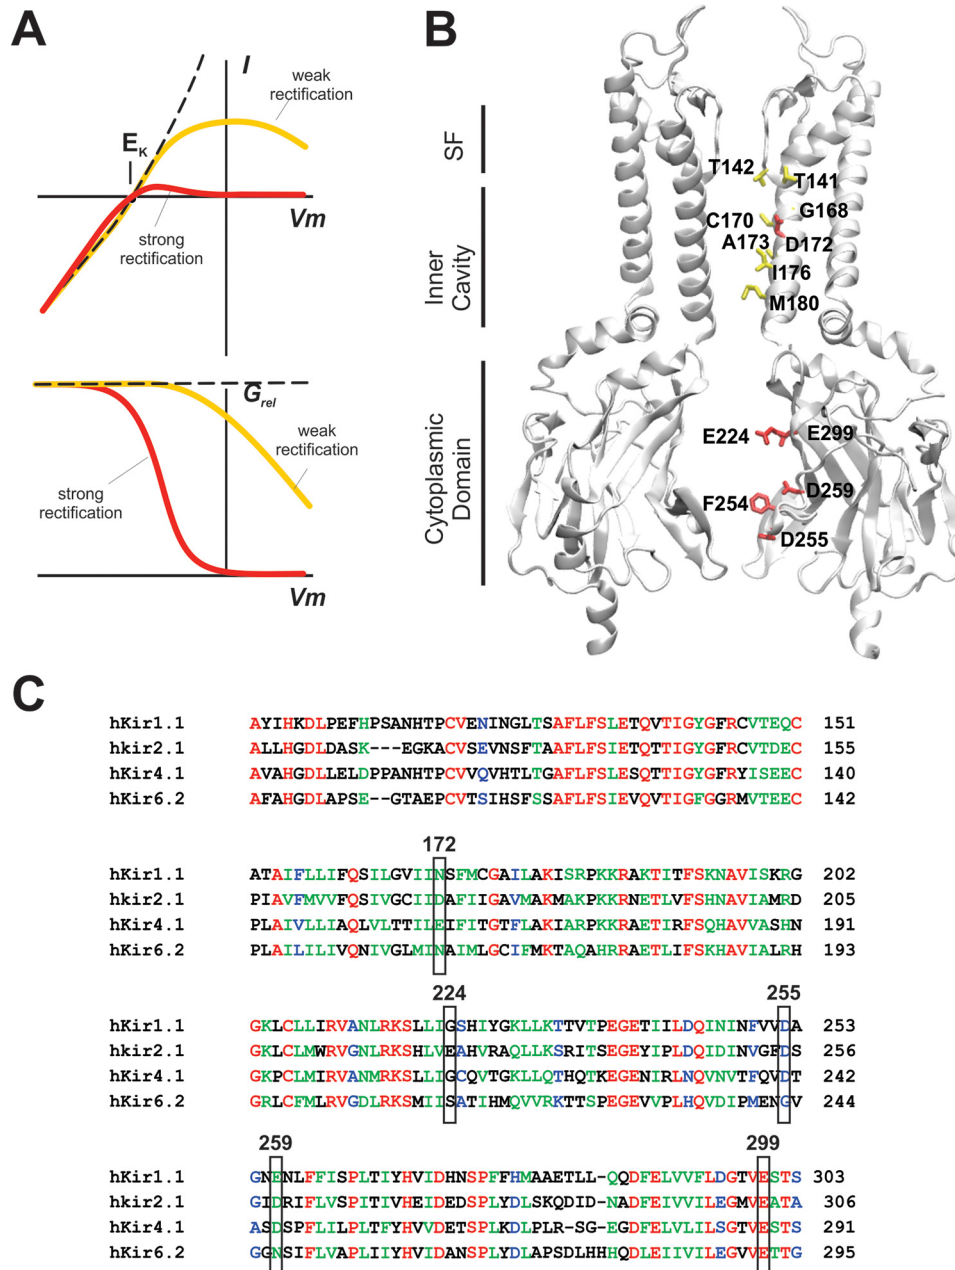 A
I
weak
rectification
E_K
Vm
strong
rectification
G_rel
weak
rectification
strong
rectification
Vm
B
SF
Inner
Cavity
Cytoplasmic
Domain
T142
T141
G168
C170
A173
D172
I176
M180
E224
E299
D259
F254
D255
C
hKir1.1 AYIHKDLPEFHPSANHTPCVENINGLTSAFLFSLETQVTIGYGFRCVTEQC 151
hkir2.1 ALLHGDLDASK---EGKACVSEVNSFTAAFLFSIETQTTIGYGFRCVTDEC 155
hKir4.1 AVAHGDLLELDPPANHTPCVVQVHTLTGAFLFSLESQTTIGYGFRYISEEC 140
hKir6.2 AFAHGDLAPSE--GTAEPCVTSIHSFSSAFLFSIEVQVTIGFGGRMVTEEC 142
172
hKir1.1 ATAIFLLIFQSILGVIINSFMCGAILAKISRPKKRAKTITFSKNAVISKRG 202
hkir2.1 PIAVFMVVFQSIVGCIIDAFIIGAVMAKMAKPKKRNETLVFSHNAVIAMRD 205
hKir4.1 PLAIVLLIAQLVLTTILEIFITGTFLAKIARPKKRAETIRFSQHAVVASHN 191
hKir6.2 PLAILILIVQNIVGLMINAIMLGCIFMKTAQAHRRAETLIFSKHAVIALRH 193
224 255
hKir1.1 GKLCLLIRVANLRKSLLIGSHIYGKLLKTTVTPEGETIILDQININFVVDA 253
hkir2.1 GKLCLMWRVGNLRKSHLVEAHVRAQLLKSRITSEGEYIPLDQIDINVGFDS 256
hKir4.1 GKPCLMIRVANMRKSLLIGCQVTGKLLQTHQTKEGENIRLNQVNVTFQVDT 242
hKir6.2 GRLCFMLRVGDLRKSMIISATIHMQVVRKTTSPEGEVVPLHQVDIPMENGV 244
259 299
hKir1.1 GNENLFFISPLTIYHVIDHNSPFFHMAAETLL-QQDFELVVFLDGTVESTS 303
hkir2.1 GIDRIFLVSPITIVHEIDEDSPLYDLSKQDID-NADFEIVVILEGMVEATA 306
hKir4.1 ASDSPFLILPLTFYHVVDETSPLKDLPLR-SG-EGDFELVLILSGTVESTS 291
hKir6.2 GGNSIFLVAPLIIYHVIDANSPLYDLAPSDLHHHQDLEIIVILEGVVETTG 295